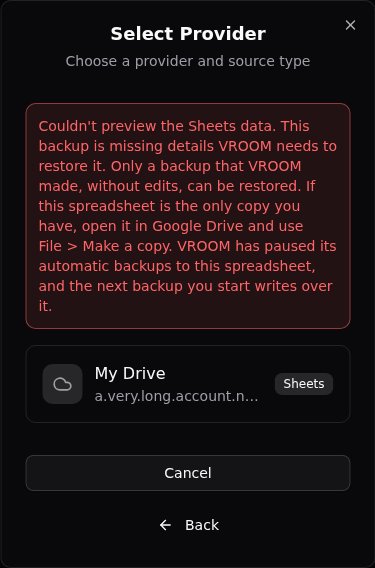 Select Provider
Choose a provider and source type
Couldn't preview the Sheets data. This
backup is missing details VROOM needs to
restore it. Only a backup that VROOM
made, without edits, can be restored. If
this spreadsheet is the only copy you
have, open it in Google Drive and use
File > Make a copy. VROOM has paused its
automatic backups to this spreadsheet,
and the next backup you start writes over
it.
My Drive
a.very.long.account.n...
Sheets
Cancel
Back